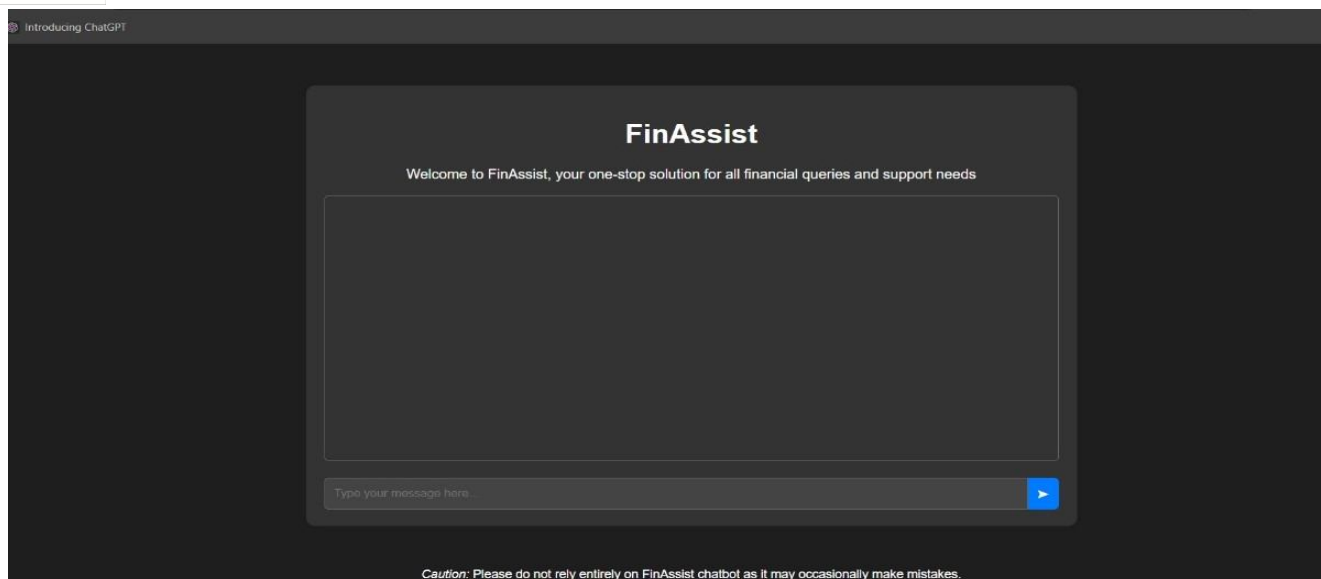 Introducing ChatGPT
FinAssist
Welcome to FinAssist, your one-stop solution for all financial queries and support needs
Type your message here...
Caution: Please do not rely entirely on FinAssist chatbot as it may occasionally make mistakes.